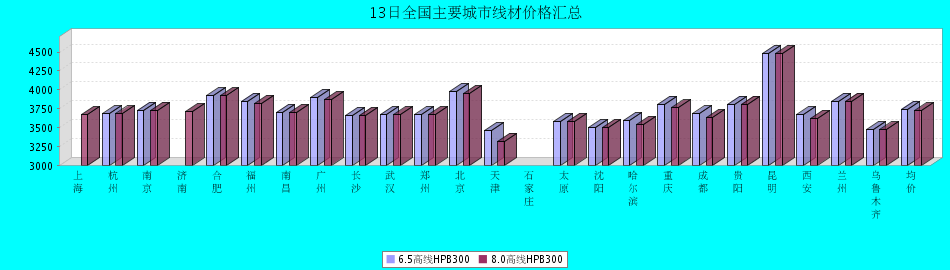 13日全国主要城市线材价格汇总
4500
4250
4000
3750
3500
3250
3000
上海
杭州
南京
济南
合肥
福州
南昌
广州
长沙
武汉
郑州
北京
天津
石家庄
太原
沈阳
哈尔滨
重庆
成都
贵阳
昆明
西安
兰州
乌鲁木齐
均价
6.5高线HPB300
8.0高线HPB300